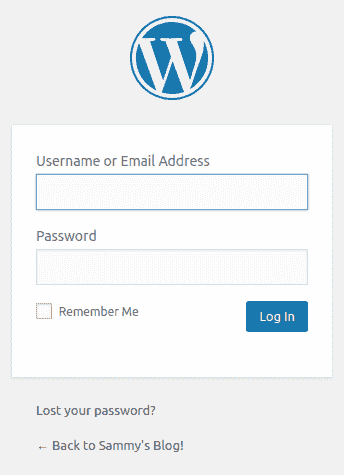 Username or Email Address
Password
Remember Me
Log In
Lost your password?
← Back to Sammy's Blog!